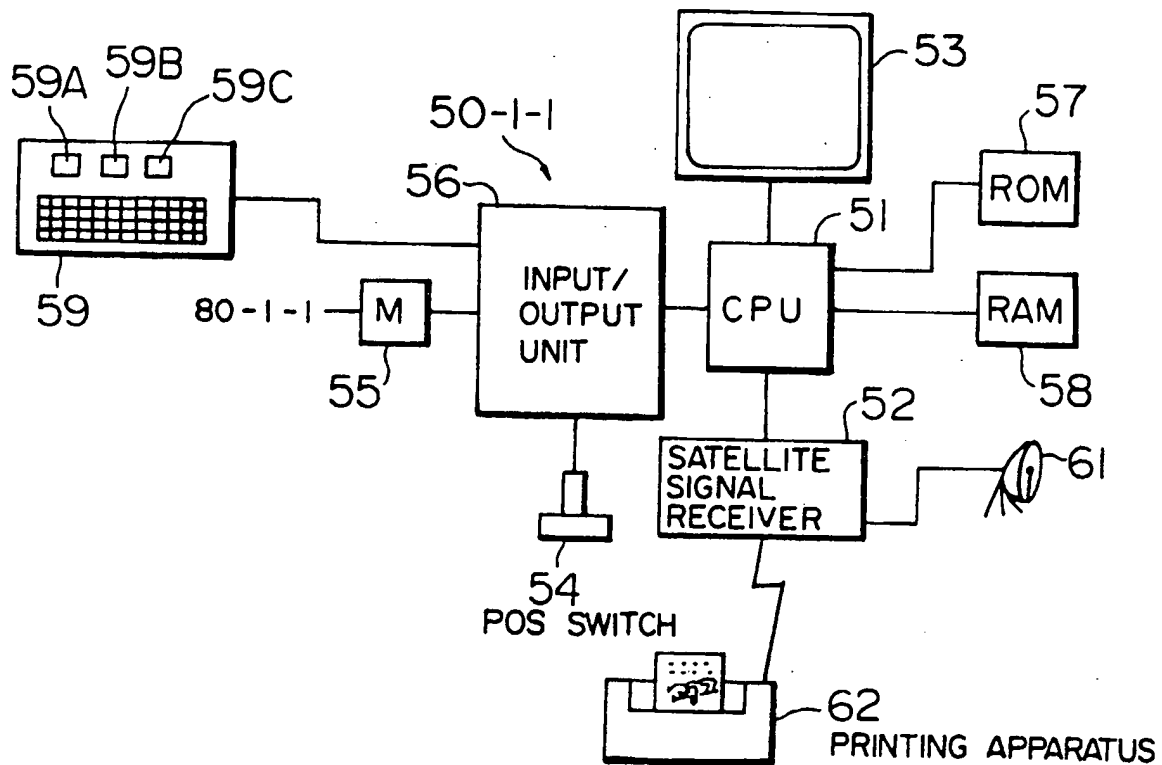 59A
59B
59C
50-1-1
53
57
ROM
56
51
INPUT/
OUTPUT
UNIT
CPU
59
80-1-1
M
55
RAM
58
52
SATELLITE
SIGNAL
RECEIVER
61
54
POS SWITCH
62
PRINTING APPARATUS